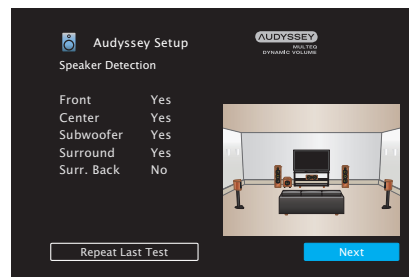 Audyssey Setup
AUDYSSEY
MULTEQ
DYNAMIC VOLUME
Speaker Detection
Front Yes
Center Yes
Subwoofer Yes
Surround Yes
Surr. Back No
Repeat Last Test
Next